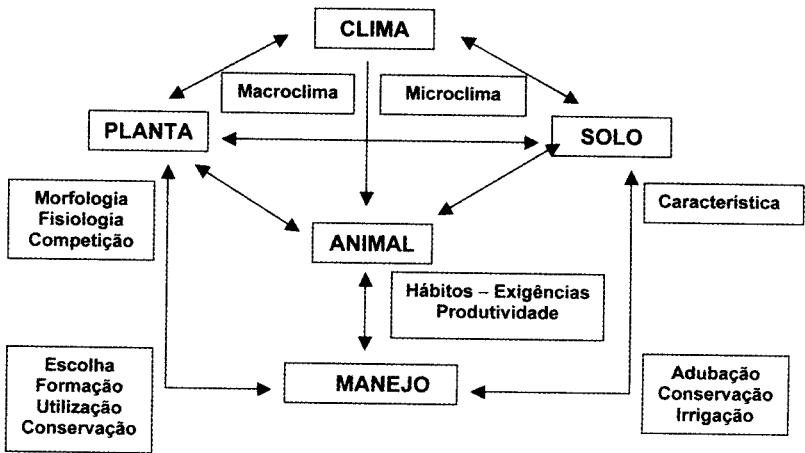 CLIMA
Macroclima
Microclima
PLANTA
SOLO
Morfologia
Fisiologia
Competição
Característica
ANIMAL
Hábitos – Exigências
Produtividade
Escolha
Formação
Utilização
Conservação
MANEJO
Adubação
Conservação
Irrigação